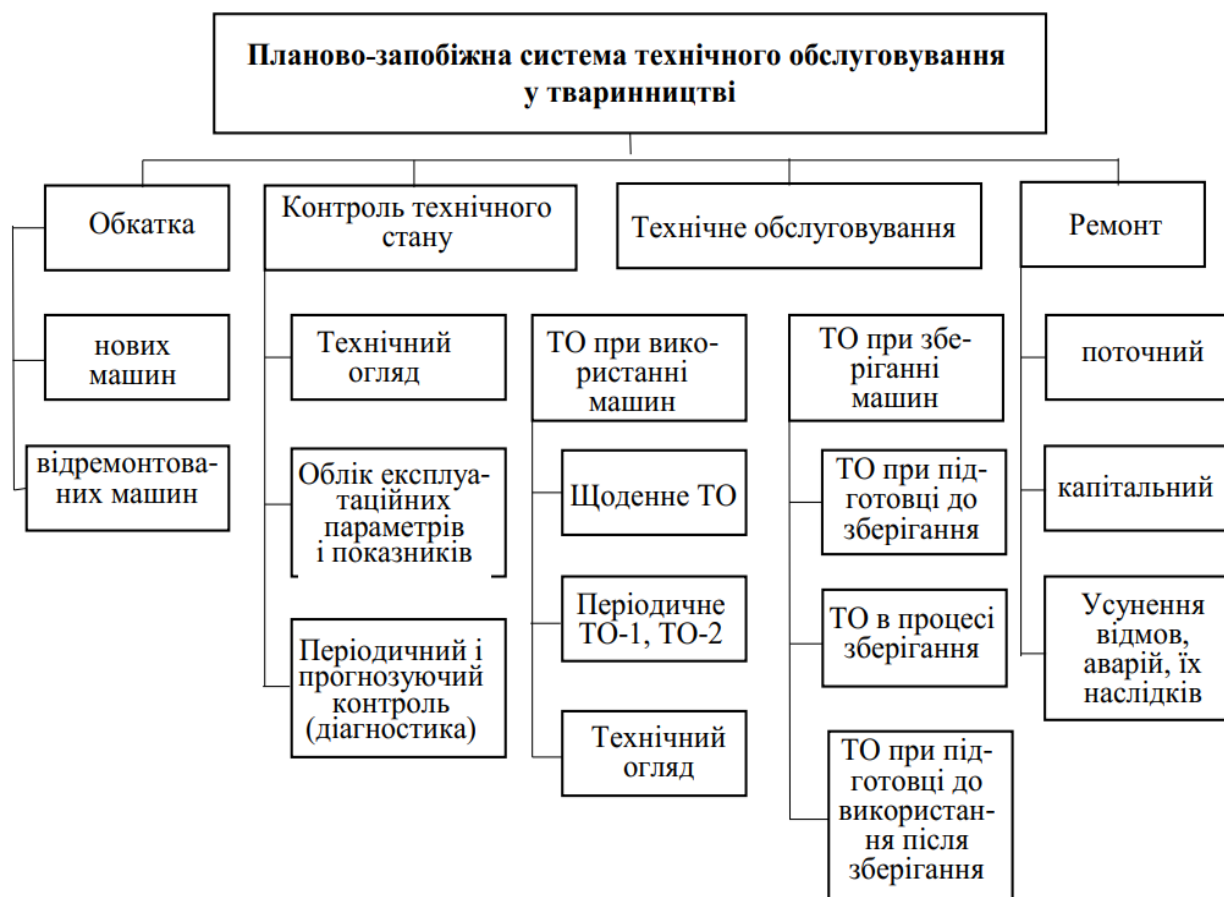 Планово-запобіжна система технічного обслуговування
у тваринництві
Обкатка
Контроль технічного
стану
Технічне обслуговування
Ремонт
нових
машин
відремонтова-
них машин
Технічний
огляд
Облік експлуа-
таційних
параметрів
і показників
Періодичний і
прогнозуючий
контроль
(діагностика)
ТО при вико-
ристанні
машин
Щоденне ТО
Періодичне
ТО-1, ТО-2
Технічний
огляд
ТО при збе-
ріганні
машин
ТО при під-
готовці до
зберігання
ТО в процесі
зберігання
ТО при під-
готовці до
використан-
ня після
зберігання
поточний
капітальний
Усунення
відмов,
аварій, їх
наслідків